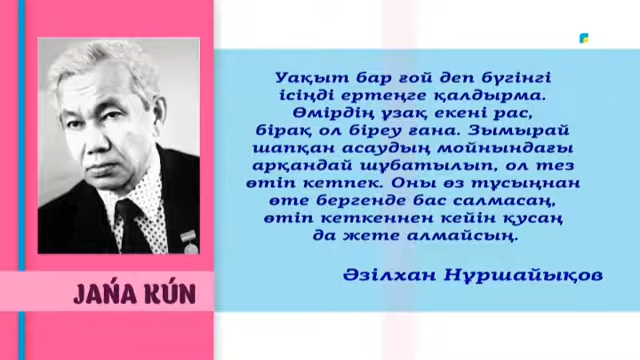 Уақыт бар ғой деп бүгінгі
ісіңді ертеңге қалдырма.
Өмірдің ұзақ екені рас,
бірақ ол біреу ғана. Зымырай
шапқан асаудың мойнындағы
арқандай шұбатылып, ол тез
өтіп кетпек. Оны өз тұсыңнан
өте бергенде бас салмасаң,
өтіп кеткеннен кейін қусаң
да жете алмайсың.
Әзілхан Нұршайықов
JAŃA KÚN